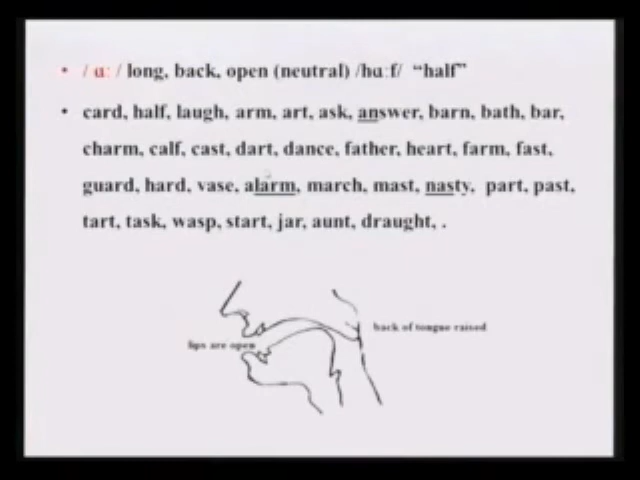 • / ɑː / long, back, open (neutral) /hɑːf/ “half”
• card, half, laugh, arm, art, ask, answer, barn, bath, bar,
charm, calf, cast, dart, dance, father, heart, farm, fast,
guard, hard, vase, alarm, march, mast, nasty, part, past,
tart, task, wasp, start, jar, aunt, draught, .
back of tongue raised
lips are open